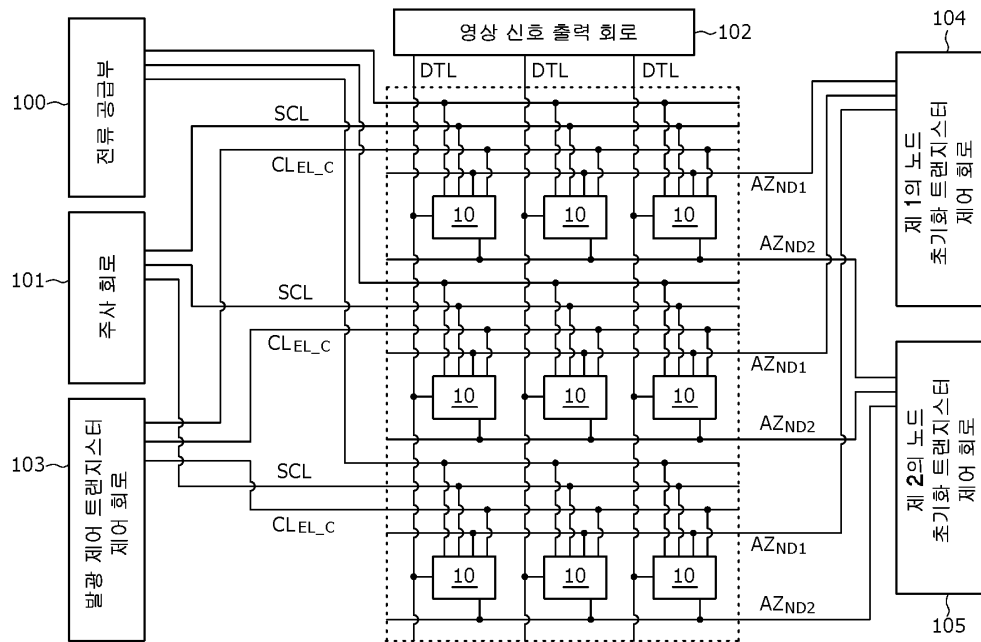 영상 신호 출력 회로
102
104
100
전류 공급부
DTL
DTL
DTL
SCL
CLEL_C
AZND1
10
10
10
AZND2
제 1의 노드
초기화 트랜지스터
제어 회로
101
주사 회로
SCL
CLEL_C
AZND1
10
10
10
AZND2
103
발광 제어 트랜지스터
제어 회로
SCL
CLEL_C
AZND1
10
10
10
AZND2
제 2의 노드
초기화 트랜지스터
제어 회로
105